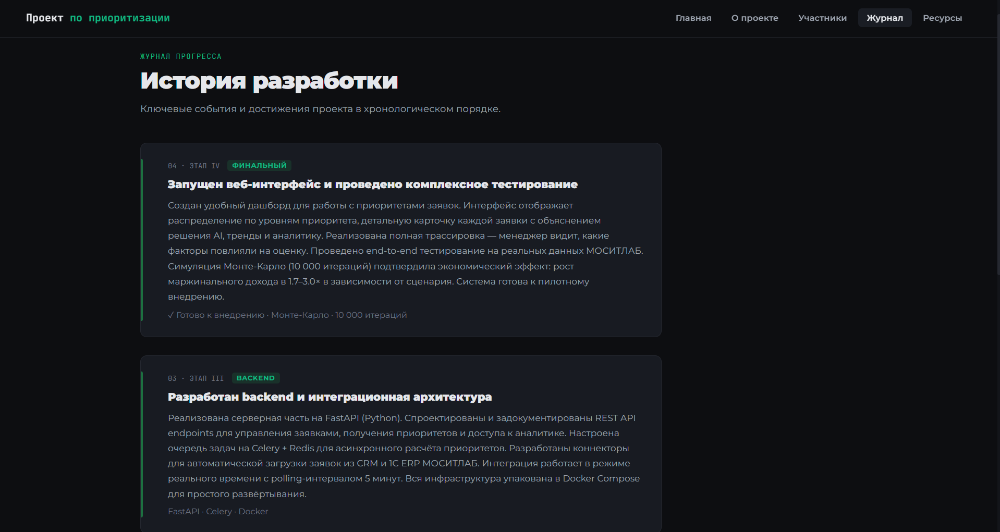 Проект по приоритизации
Главная
О проекте
Участники
Журнал
Ресурсы
ЖУРНАЛ ПРОГРЕССА
История разработки
Ключевые события и достижения проекта в хронологическом порядке.
04 · ЭТАП IV ФИНАЛЬНЫЙ
Запущен веб-интерфейс и проведено комплексное тестирование
Создан удобный дашборд для работы с приоритетами заявок. Интерфейс отображает
распределение по уровням приоритета, детальную карточку каждой заявки с объяснением
решения AI, тренды и аналитику. Реализована полная трассировка — менеджер видит, какие
факторы повлияли на оценку. Проведено end-to-end тестирование на реальных данных МОСИТЛАБ.
Симуляция Монте-Карло (10 000 итераций) подтвердила экономический эффект: рост
маржинального дохода в 1.7–3.0× в зависимости от сценария. Система готова к пилотному
внедрению.
✓ Готово к внедрению · Монте-Карло · 10 000 итераций
03 · ЭТАП III BACKEND
Разработан backend и интеграционная архитектура
Реализована серверная часть на FastAPI (Python). Спроектированы и задокументированы REST API
endpoints для управления заявками, получения приоритетов и доступа к аналитике. Настроена
очередь задач на Celery + Redis для асинхронного расчёта приоритетов. Разработаны коннекторы
для автоматической загрузки заявок из CRM и 1С ERP МОСИТЛАБ. Интеграция работает в режиме
реального времени с polling-интервалом 5 минут. Вся инфраструктура упакована в Docker Compose
для простого развёртывания.
FastAPI · Celery · Docker